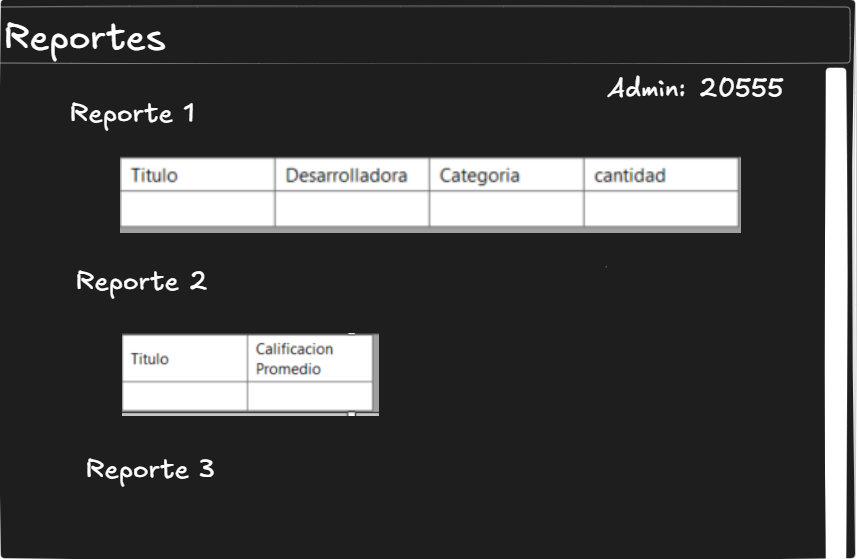 Reportes
Admin: 20555
Reporte 1
Titulo Desarrolladora Categoria cantidad
Reporte 2
Titulo Calificacion
Promedio
Reporte 3